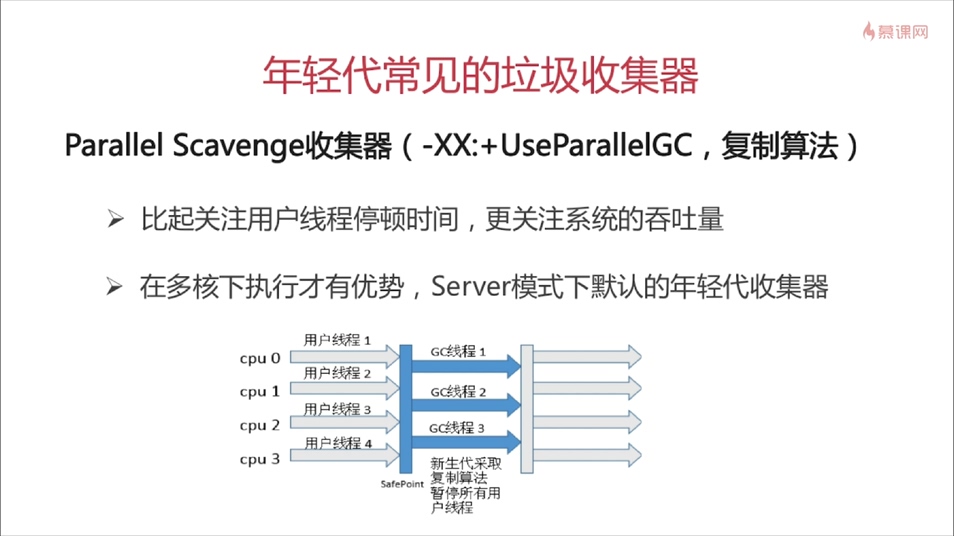 慕课网
年轻代常见的垃圾收集器
Parallel Scavenge收集器（-XX:+UseParallelGC，复制算法）
比起关注用户线程停顿时间，更关注系统的吞吐量
在多核下执行才有优势，Server模式下默认的年轻代收集器
cpu 0
用户线程 1
GC线程 1
cpu 1
用户线程 2
GC线程 2
cpu 2
用户线程 3
GC线程 3
cpu 3
用户线程 4
SafePoint
新生代采取
复制算法
暂停所有用
户线程